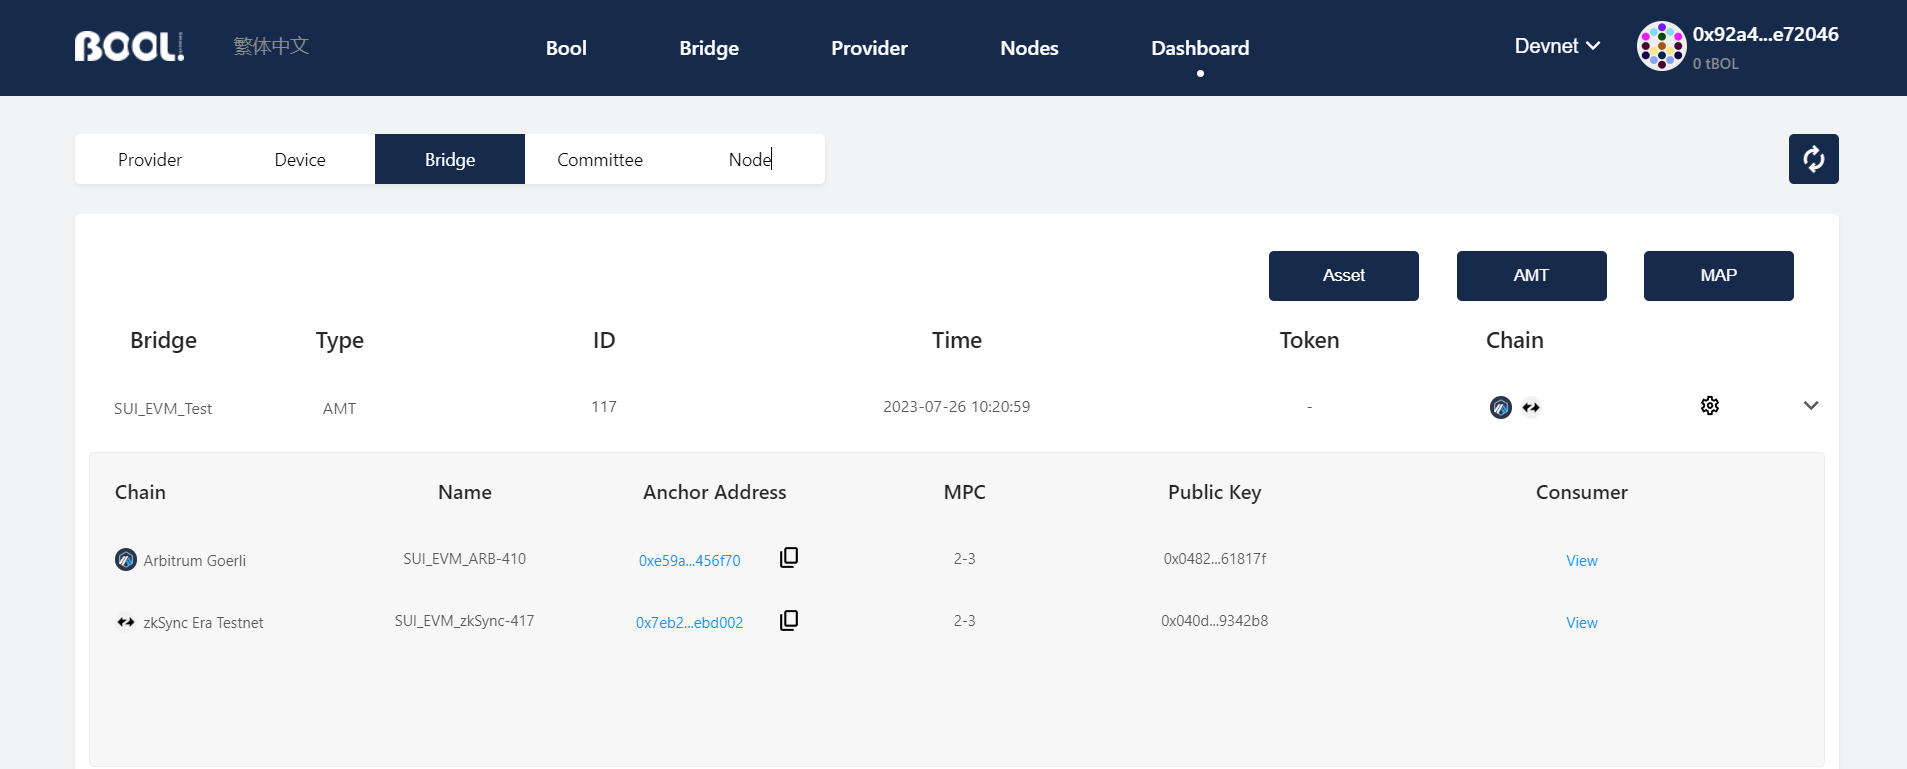 BOOL!
繁体中文
Bool Bridge Provider Nodes Dashboard
Devnet
0x92a4...e72046
0 tBOL
Provider Device Bridge Committee Node
Asset AMT MAP
Bridge Type ID Time Token Chain
SUI_EVM_Test AMT 117 2023-07-26 10:20:59 -
Chain Name Anchor Address MPC Public Key Consumer
Arbitrum Goerli SUI_EVM_ARB-410 0xe59a...456f70 2-3 0x0482...61817f View
zkSync Era Testnet SUI_EVM_zkSync-417 0x7eb2...ebd002 2-3 0x040d...9342b8 View